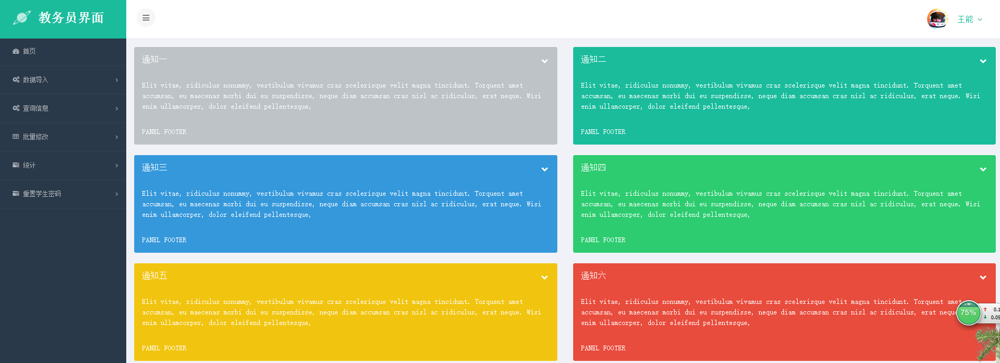 教务员界面
王能
首页
数据导入
查询信息
批量修改
统计
重置学生密码
通知一
Elit vitae, ridiculus nonummy, vestibulum vivamus cras scelerisque velit magna tincidunt. Torquent amet
accumsan, eu maecenas morbi dui eu suspendisse, neque diam accumsan cras nisl ac ridiculus, erat neque. Wisi
enim ullamcorper, dolor eleifend pellentesque,
PANEL FOOTER
通知二
Elit vitae, ridiculus nonummy, vestibulum vivamus cras scelerisque velit magna tincidunt. Torquent amet
accumsan, eu maecenas morbi dui eu suspendisse, neque diam accumsan cras nisl ac ridiculus, erat neque. Wisi
enim ullamcorper, dolor eleifend pellentesque,
PANEL FOOTER
通知三
Elit vitae, ridiculus nonummy, vestibulum vivamus cras scelerisque velit magna tincidunt. Torquent amet
accumsan, eu maecenas morbi dui eu suspendisse, neque diam accumsan cras nisl ac ridiculus, erat neque. Wisi
enim ullamcorper, dolor eleifend pellentesque,
PANEL FOOTER
通知四
Elit vitae, ridiculus nonummy, vestibulum vivamus cras scelerisque velit magna tincidunt. Torquent amet
accumsan, eu maecenas morbi dui eu suspendisse, neque diam accumsan cras nisl ac ridiculus, erat neque. Wisi
enim ullamcorper, dolor eleifend pellentesque,
PANEL FOOTER
通知五
Elit vitae, ridiculus nonummy, vestibulum vivamus cras scelerisque velit magna tincidunt. Torquent amet
accumsan, eu maecenas morbi dui eu suspendisse, neque diam accumsan cras nisl ac ridiculus, erat neque. Wisi
enim ullamcorper, dolor eleifend pellentesque,
PANEL FOOTER
通知六
Elit vitae, ridiculus nonummy, vestibulum vivamus cras scelerisque velit magna tincidunt. Torquent amet
accumsan, eu maecenas morbi dui eu suspendisse, neque diam accumsan cras nisl ac ridiculus, erat
enim ullamcorper, dolor eleifend pellentesque,
PANEL FOOTER
75%
0.1
0.05